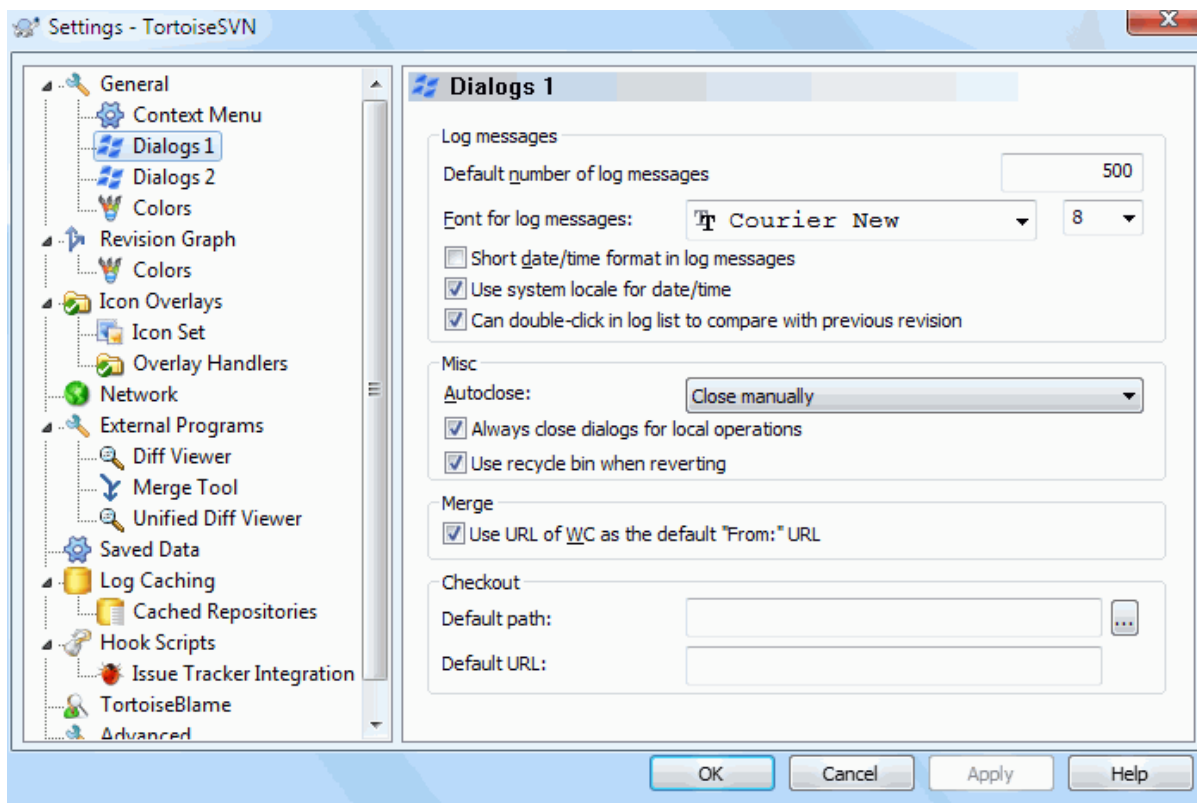 Settings - TortoiseSVN
X
General
Context Menu
Dialogs 1
Dialogs 2
Colors
Revision Graph
Colors
Icon Overlays
Icon Set
Overlay Handlers
Network
External Programs
Diff Viewer
Merge Tool
Unified Diff Viewer
Saved Data
Log Caching
Cached Repositories
Hook Scripts
Issue Tracker Integration
TortoiseBlame
Advanced
Dialogs 1
Log messages
Default number of log messages 500
Font for log messages: Courier New 8
Short date/time format in log messages
Use system locale for date/time
Can double-click in log list to compare with previous revision
Misc
Autoclose: Close manually
Always close dialogs for local operations
Use recycle bin when reverting
Merge
Use URL of WC as the default "From:" URL
Checkout
Default path: ...
Default URL:
OK Cancel Apply Help